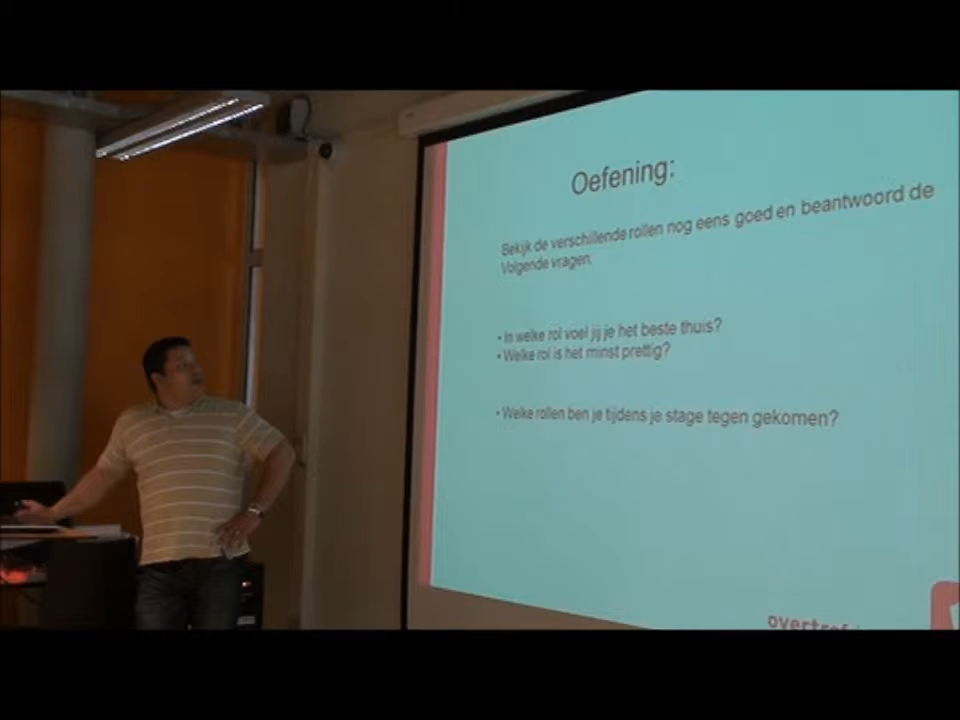 Oefening:
Bekijk de verschillende rollen nog eens goed en beantwoord de
Volgende vragen.
• In welke rol voel jij je het beste thuis?
• Welke rol is het minst prettig?
• Welke rollen ben je tijdens je stage tegen gekomen?